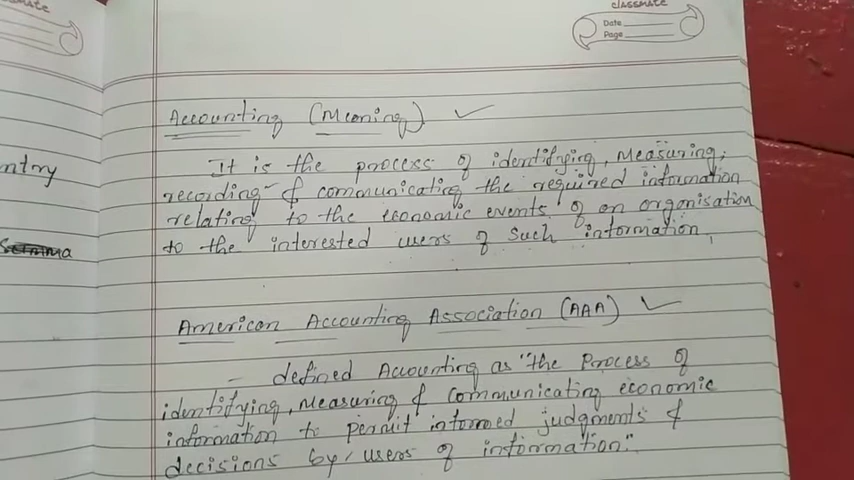 classmate
Date
Page
Accounting (Meaning)
It is the process of identifying, Measuring,
recording & communicating the required information
relating to the economic events of an organisation
to the interested users of such information.
American Accounting Association (AAA)
- defined Accounting as "the Process of
identifying, Measuring & communicating economic
information to permit informed judgments &
decisions by users of information."